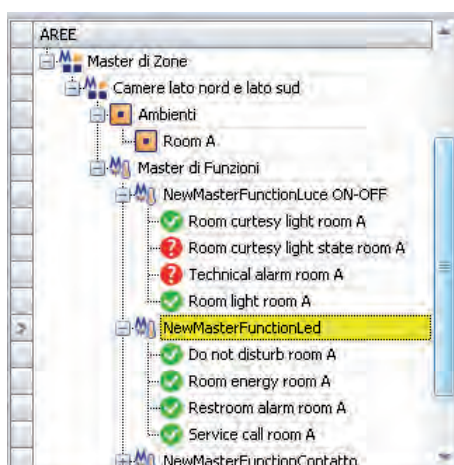 AREE
Master di Zone
Camere lato nord e lato sud
Ambienti
Room A
Master di Funzioni
NewMasterFunctionLuce ON-OFF
Room curtesy light room A
Room curtesy light state room A
Technical alarm room A
Room light room A
NewMasterFunctionLed
Do not disturb room A
Room energy room A
Restroom alarm room A
Service call room A
NewMasterFunctionContatto